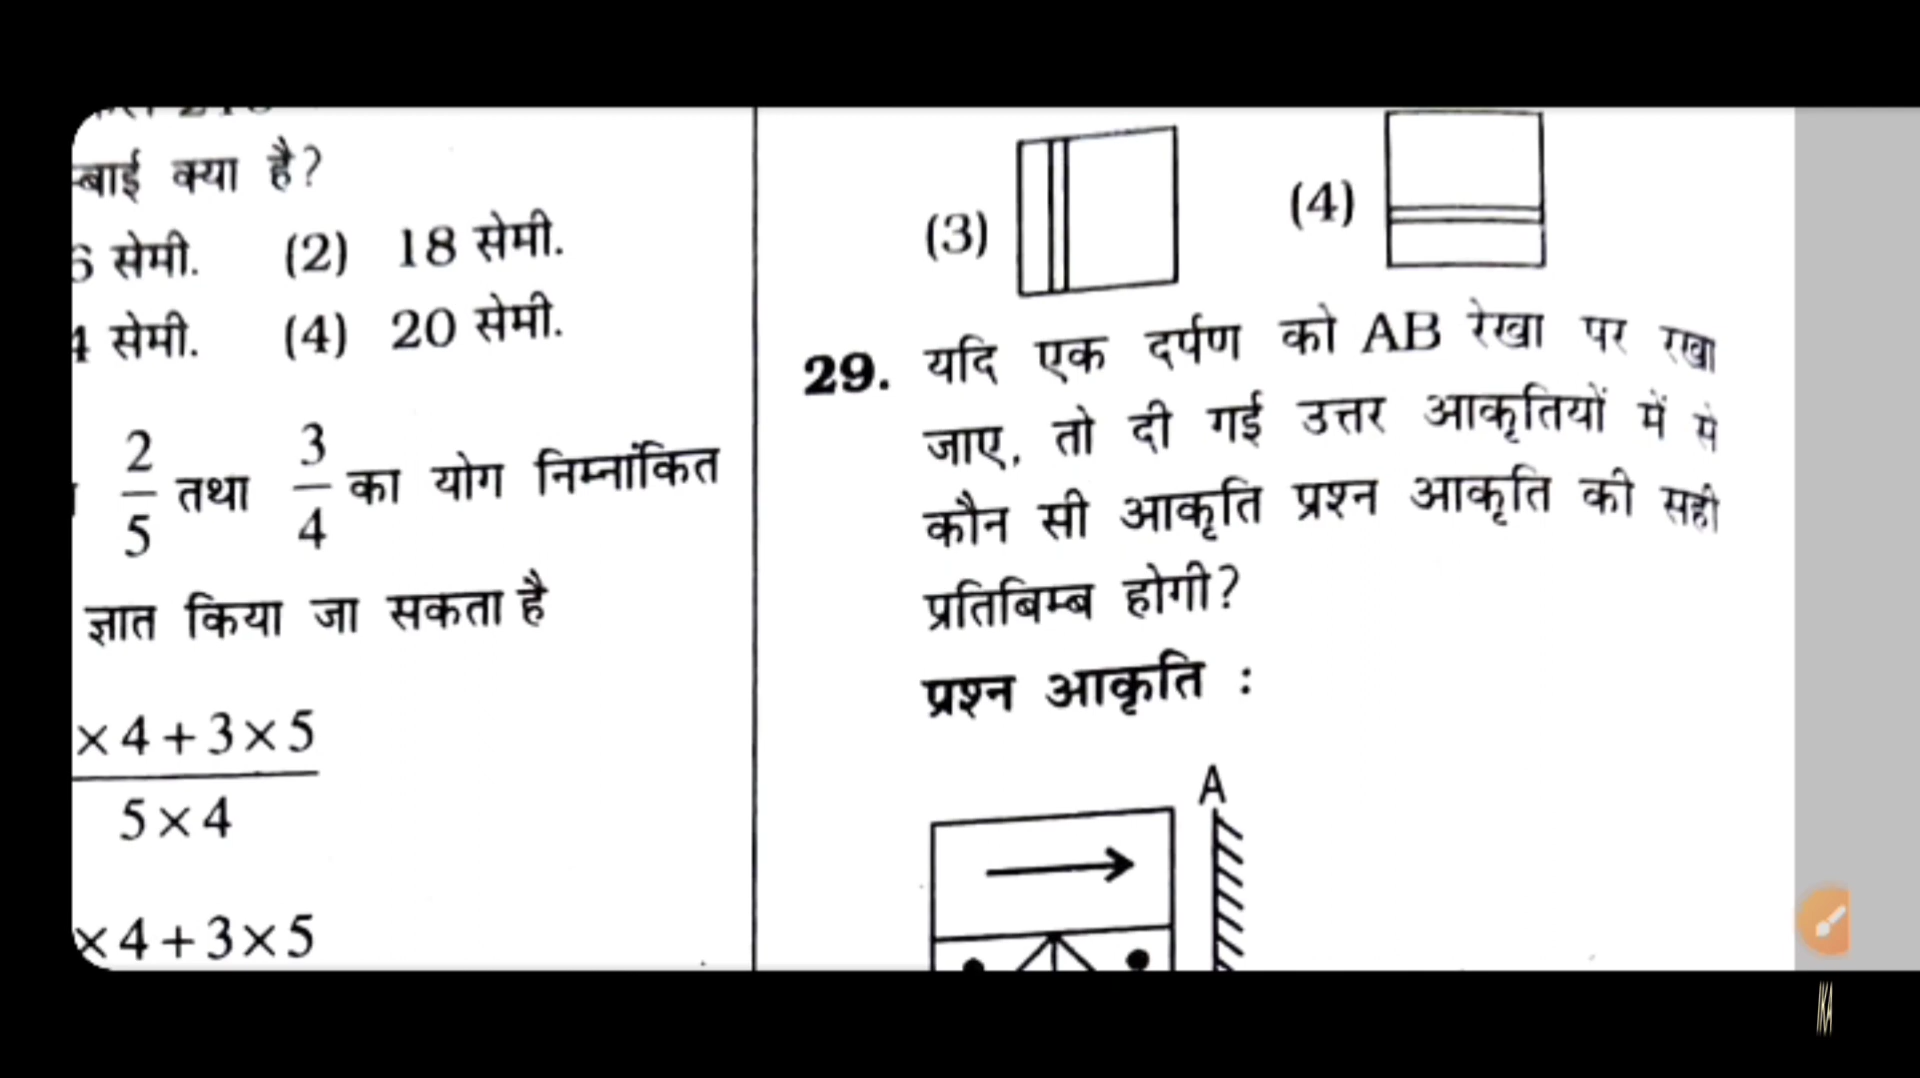 क्या है?
सेमी. (2) 18 सेमी.
सेमी. (4) 20 सेमी.
2/5 तथा 3/4 का योग निम्नांकित
ज्ञात किया जा सकता है
×4+3×5
5×4
×4+3×5
(3) (4)
29. यदि एक दर्पण को AB रेखा पर रखा
जाए, तो दी गई उत्तर आकृतियों में से
कौन सी आकृति प्रश्न आकृति की सही
प्रतिबिम्ब होगी?
प्रश्न आकृति :
A
IKA